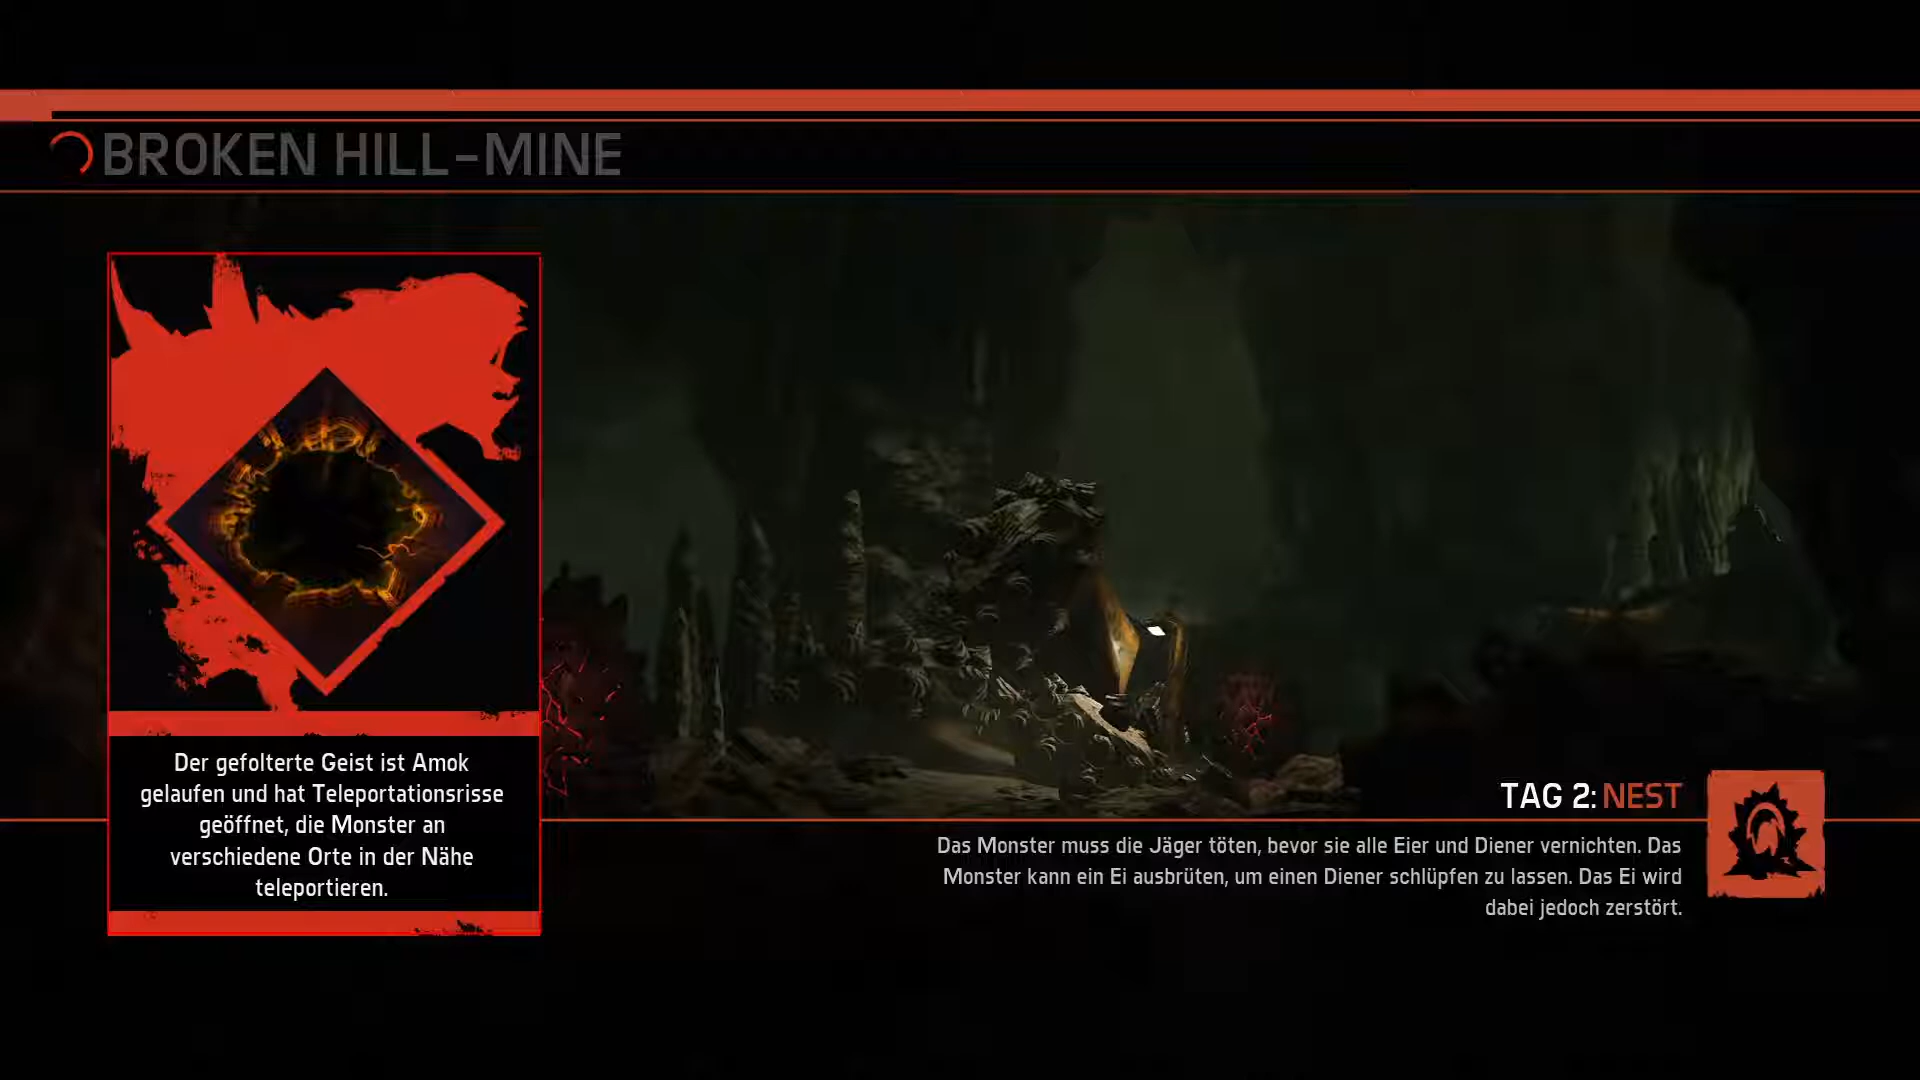 BROKEN HILL-MINE
Der gefolterte Geist ist Amok
gelaufen und hat Teleportationsrisse
geöffnet, die Monster an
verschiedene Orte in der Nähe
teleportieren.
TAG 2: NEST
Das Monster muss die Jäger töten, bevor sie alle Eier und Diener vernichten. Das
Monster kann ein Ei ausbrüten, um einen Diener schlüpfen zu lassen. Das Ei wird
dabei jedoch zerstört.